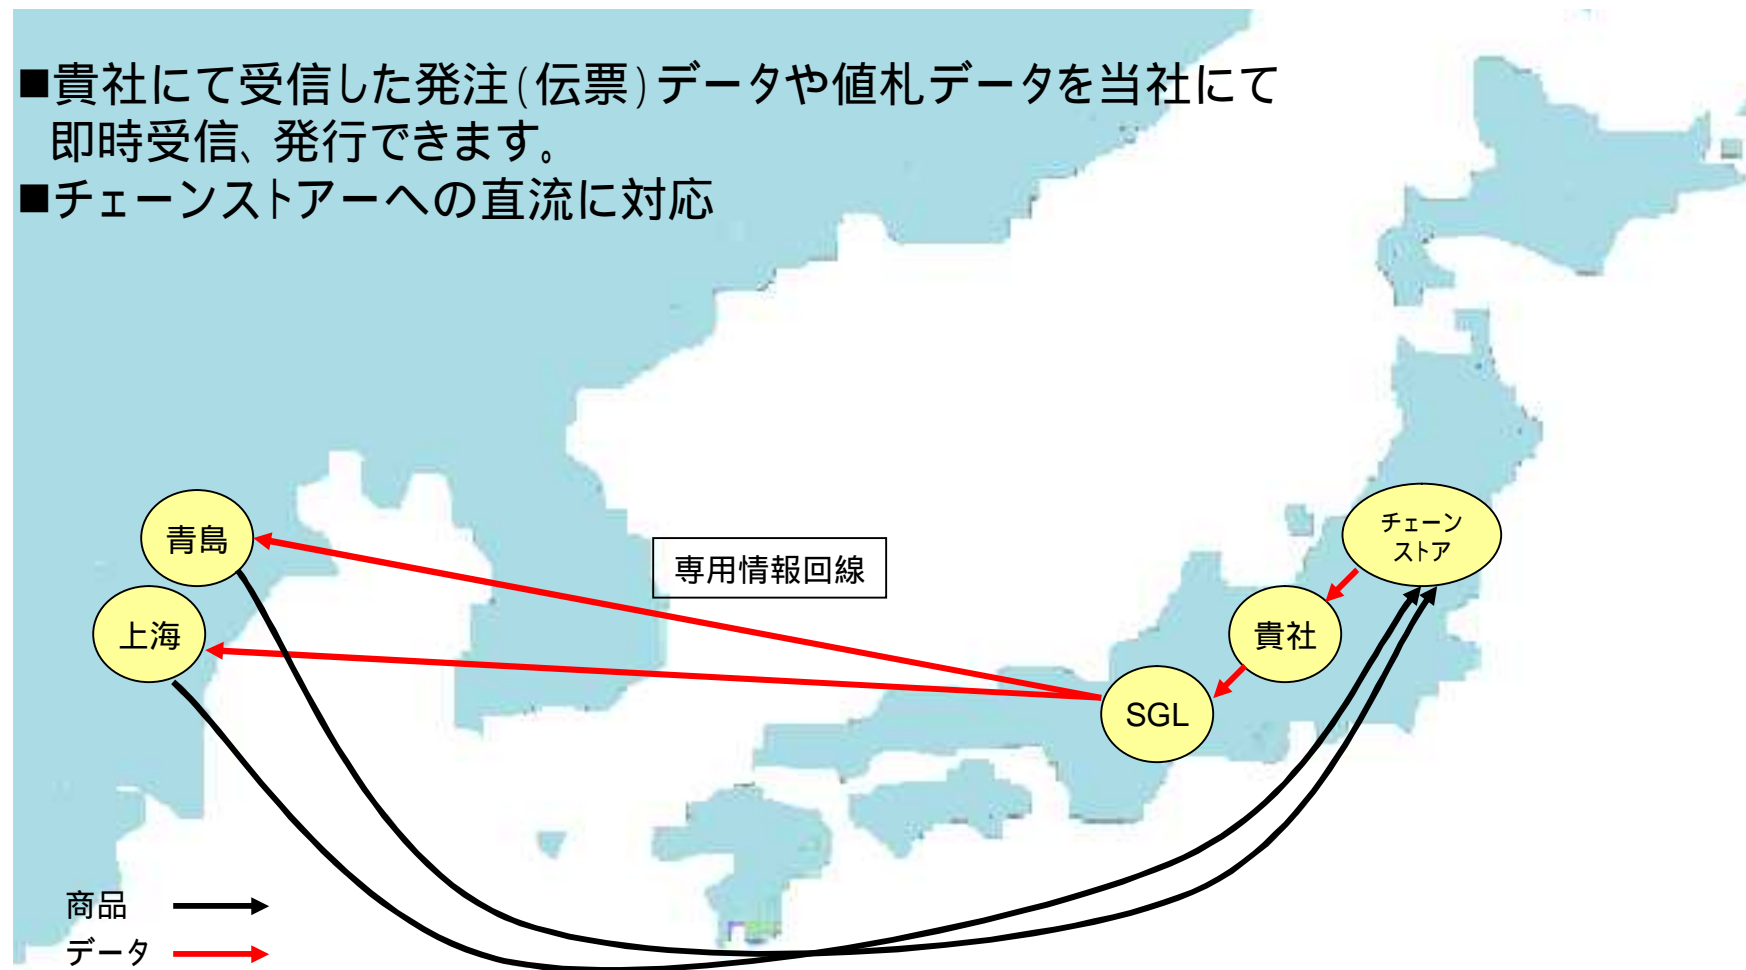 ■貴社にて受信した発注(伝票)データや値札データを当社にて
即時受信、発行できます。
■チェーンストアーへの直流に対応
青島
上海
専用情報回線
チェーン
ストア
貴社
SGL
商品
データ